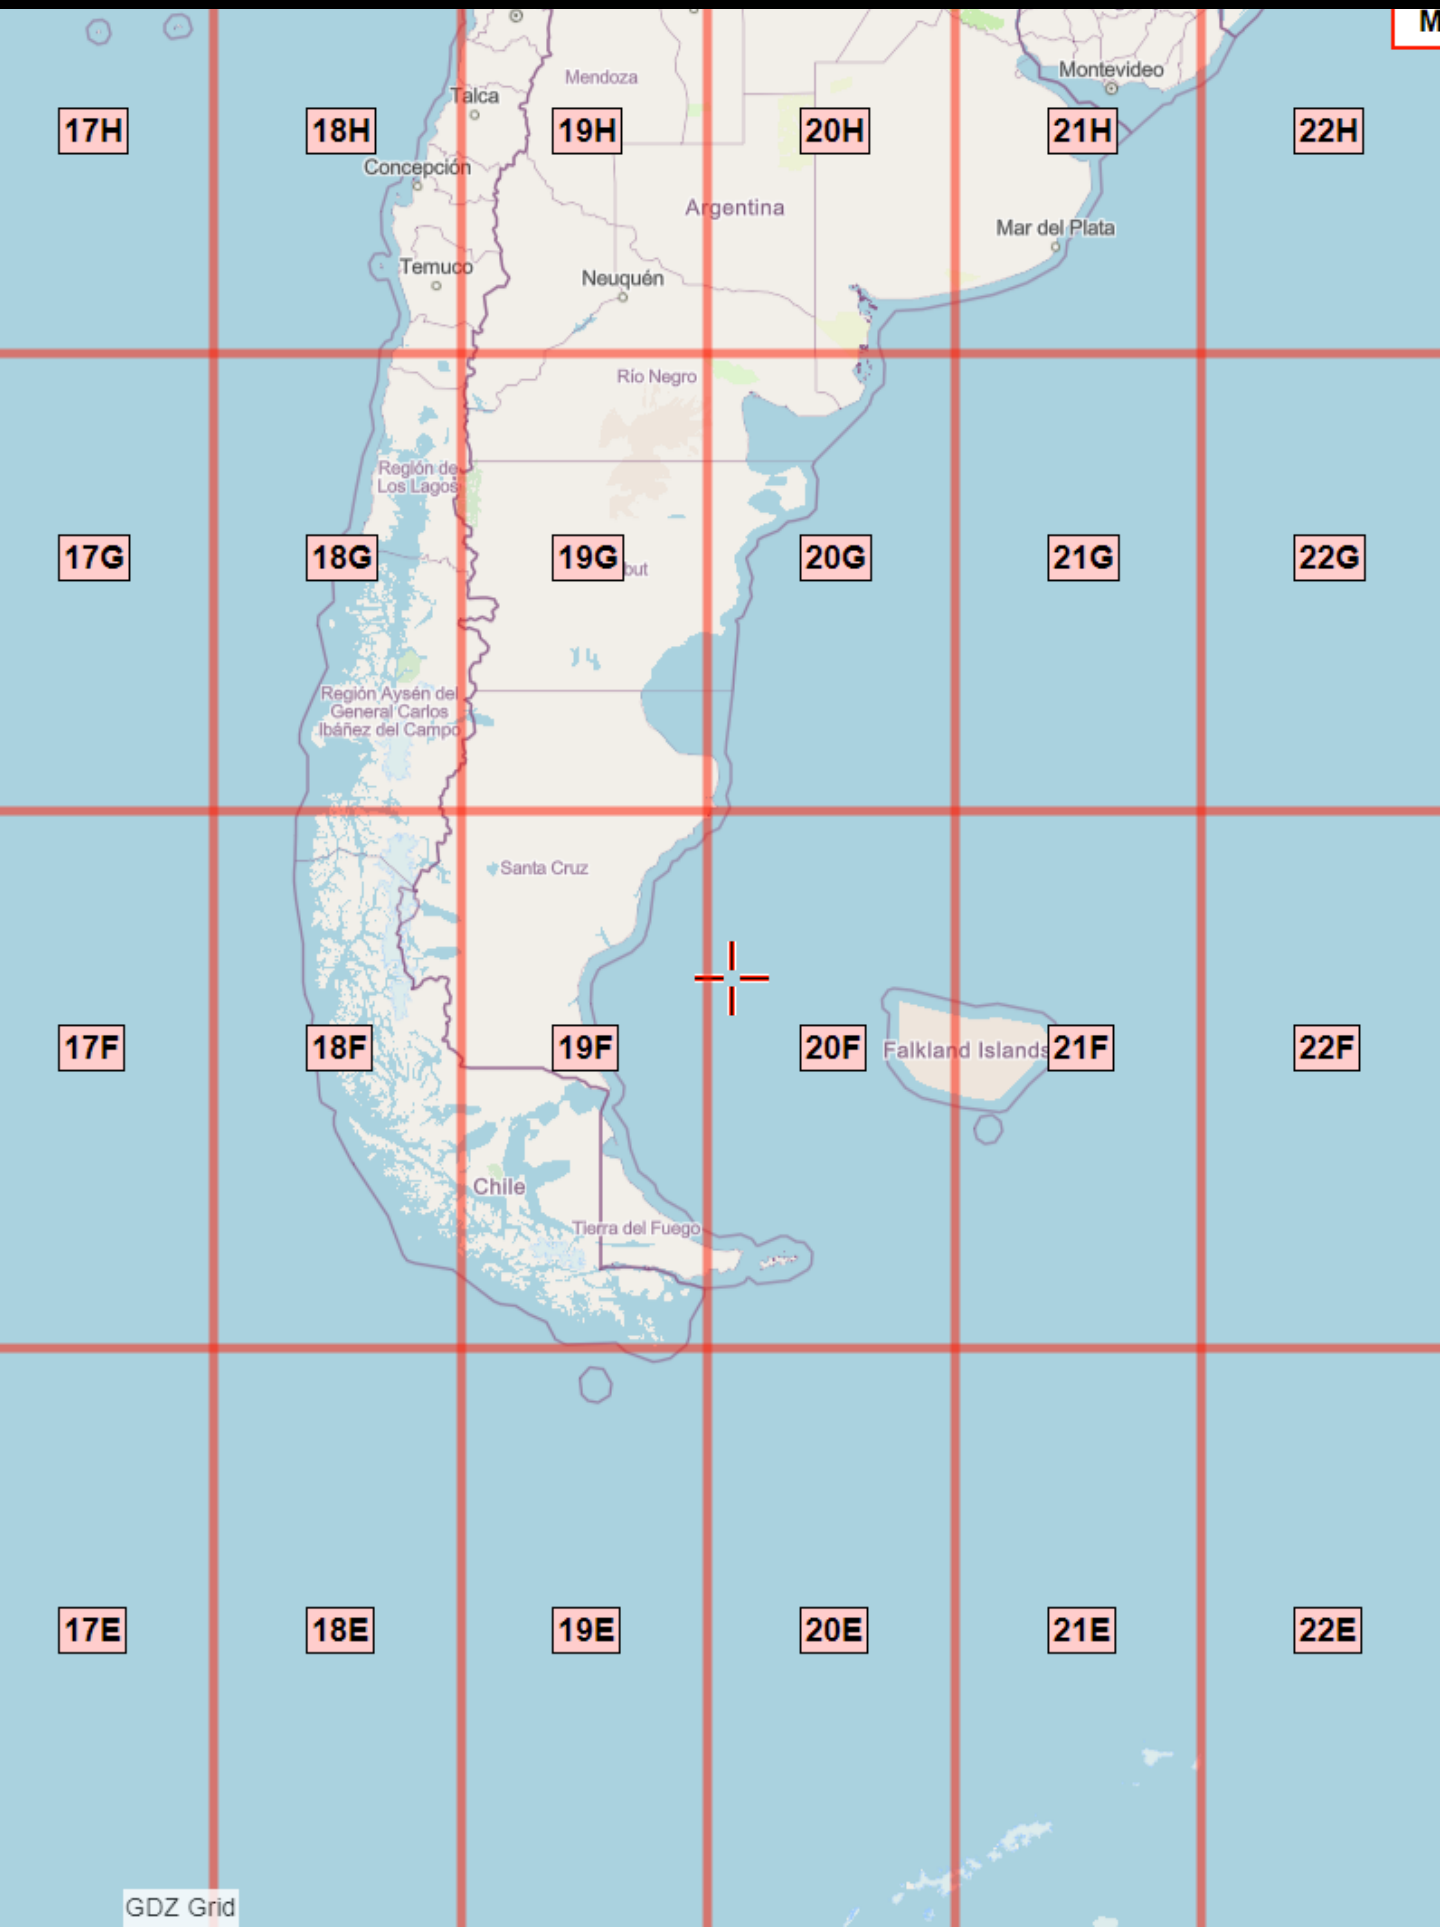 M
Mendoza
Montevideo
Talca
17H
18H
19H
20H
21H
22H
Concepción
Argentina
Mar del Plata
Temuco
Neuquén
Río Negro
Región de
Los Lagos
17G
18G
19G
but
20G
21G
22G
Región Aysén del
General Carlos
Ibáñez del Campo
Santa Cruz
17F
18F
19F
20F
Falkland Islands
21F
22F
Chile
Tierra del Fuego
17E
18E
19E
20E
21E
22E
GDZ Grid